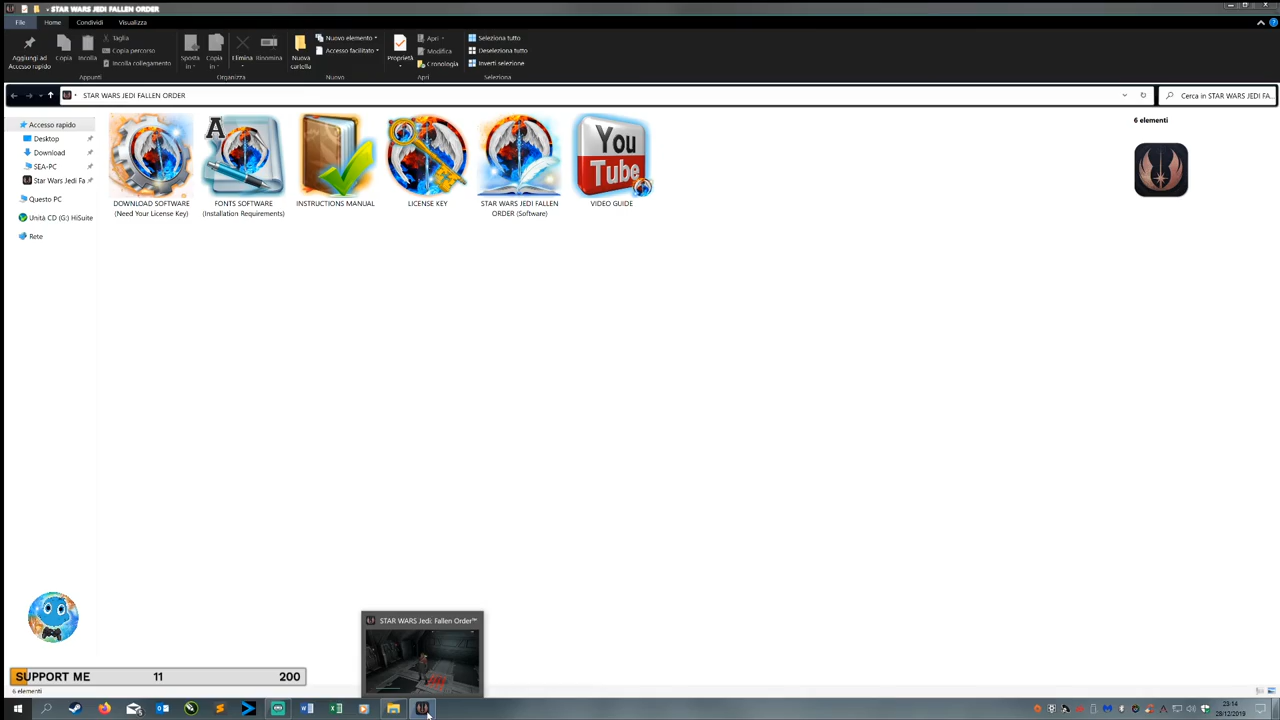 STAR WARS JEDI FALLEN ORDER
File Home Condividi Visualizza
Aggiungi ad Accesso rapido
Copia
Incolla
Taglia
Copia percorso
Incolla collegamento
Appunti
Sposta in
Copia in
Elimina
Rinomina
Organizza
Nuova cartella
Nuovo elemento
Accesso facilitato
Nuovo
Proprietà
Apri
Modifica
Cronologia
Apri
Seleziona tutto
Deseleziona tutto
Inverti selezione
Seleziona
STAR WARS JEDI FALLEN ORDER
Cerca in STAR WARS JEDI FA...
Accesso rapido
Desktop
Download
SEA-PC
Star Wars Jedi Fa
Questo PC
Unità CD (G:) HiSuite
Rete
DOWNLOAD SOFTWARE
(Need Your License Key)
A
FONTS SOFTWARE
(Installation Requirements)
INSTRUCTIONS MANUAL
LICENSE KEY
STAR WARS JEDI FALLEN
ORDER (Software)
You
Tube
VIDEO GUIDE
6 elementi
STAR WARS Jedi: Fallen Order™
SUPPORT ME 11 200
6 elementi
23:14
28/12/2019